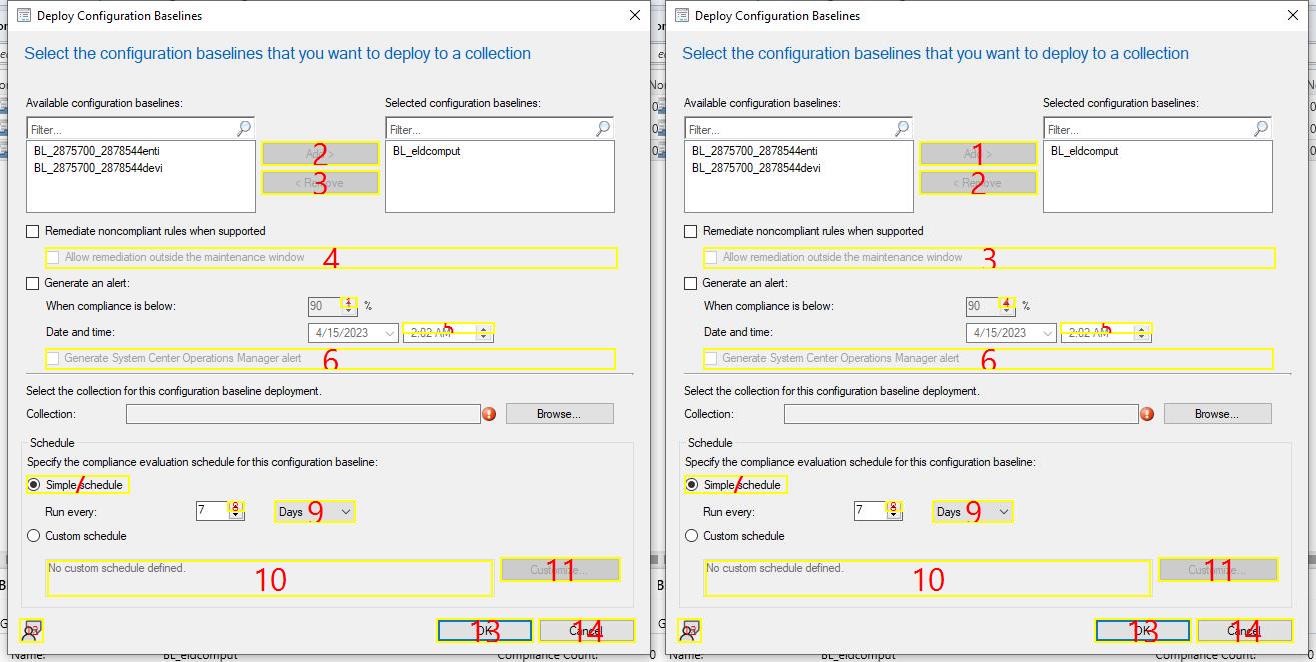 Deploy Configuration Baselines
Select the configuration baselines that you want to deploy to a collection
Available configuration baselines:
Selected configuration baselines:
Filter...
Filter...
BL_2875700_2878544enti
BL_2875700_2878544devi
Add >
2
< Remove
3
BL_eldcomput
Remediate noncompliant rules when supported
Allow remediation outside the maintenance window
4
Generate an alert:
When compliance is below:
90
1
%
Date and time:
4/15/2023
2:02 AM
5
Generate System Center Operations Manager alert
6
Select the collection for this configuration baseline deployment.
Collection:
Browse...
Schedule
Specify the compliance evaluation schedule for this configuration baseline:
Simple schedule
7
Run every:
7
8
Days
9
Custom schedule
No custom schedule defined.
10
Customize...
11
OK
13
Cancel
14
Name:
BL_eldcomput
Compliance Count:
0
Deploy Configuration Baselines
Select the configuration baselines that you want to deploy to a collection
Available configuration baselines:
Selected configuration baselines:
Filter...
Filter...
BL_2875700_2878544enti
BL_2875700_2878544devi
Add >
1
< Remove
2
BL_eldcomput
Remediate noncompliant rules when supported
Allow remediation outside the maintenance window
3
Generate an alert:
When compliance is below:
90
4
%
Date and time:
4/15/2023
2:02 AM
5
Generate System Center Operations Manager alert
6
Select the collection for this configuration baseline deployment.
Collection:
Browse...
Schedule
Specify the compliance evaluation schedule for this configuration baseline:
Simple schedule
7
Run every:
7
8
Days
9
Custom schedule
No custom schedule defined.
10
Customize...
11
OK
13
Cancel
14
Name:
BL_eldcomput
Compliance Count:
0